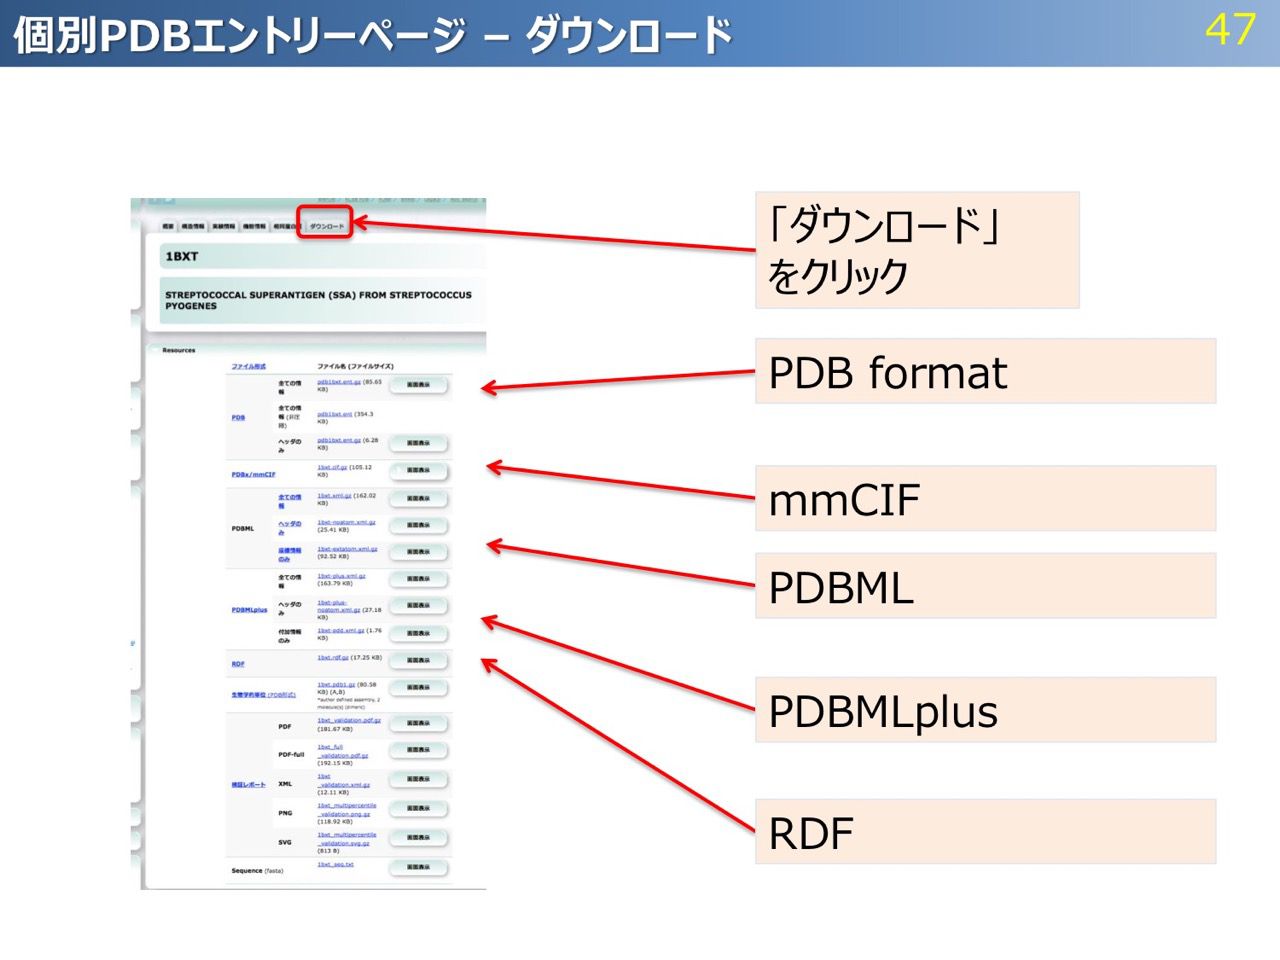 個別PDBエントリーページ – ダウンロード
47
概要 構造情報 実験情報 機能情報 ダウンロード
1BXT
STREPTOCOCCAL SUPERANTIGEN (SSA) FROM STREPTOCOCCUS
PYOGENES
Resources
ファイル形式 ファイル名 (ファイルサイズ)
PDB
全ての情
報
pdb1bxt.ent.gz (85.65
KB)
画面表示
全ての情
報 (非圧
縮)
pdb1bxt.ent (354.3
KB)
ヘッダの
み
pdb1bxt.ent.gz (6.28
KB)
画面表示
PDBx/mmCIF
1bxt.cif.gz (105.12
KB)
画面表示
PDBML
全ての情
報
1bxt.xml.gz (162.02
KB)
画面表示
ヘッダの
み
1bxt-noatom.xml.gz
(25.41 KB)
画面表示
座標情報
のみ
1bxt-extatom.xml.gz
(92.52 KB)
画面表示
PDBMLplus
全ての情
報
1bxt-plus.xml.gz
(163.79 KB)
画面表示
ヘッダの
み
1bxt-plus-
noatom.xml.gz (27.18
KB)
画面表示
付加情報
のみ
1bxt-add.xml.gz (1.76
KB)
画面表示
RDF
1bxt.rdf.gz (17.25 KB)
画面表示
生物学的単位 (PDB形式)
1bxt.pdb1.gz (80.58
KB) (A,B)
*author defined assembly, 2
molecule(s) (dimeric)
画面表示
検証レポート
PDF
1bxt_validation.pdf.gz
(181.67 KB)
画面表示
PDF-full
1bxt_full
_validation.pdf.gz
(192.15 KB)
画面表示
XML
1bxt
_validation.xml.gz
(12.11 KB)
画面表示
PNG
1bxt_multipercentile
_validation.png.gz
(118.92 KB)
画面表示
SVG
1bxt_multipercentile
_validation.svg.gz
(813 B)
画面表示
Sequence (fasta)
1bxt_seq.txt
画面表示
「ダウンロード」
をクリック
PDB format
mmCIF
PDBML
PDBMLplus
RDF